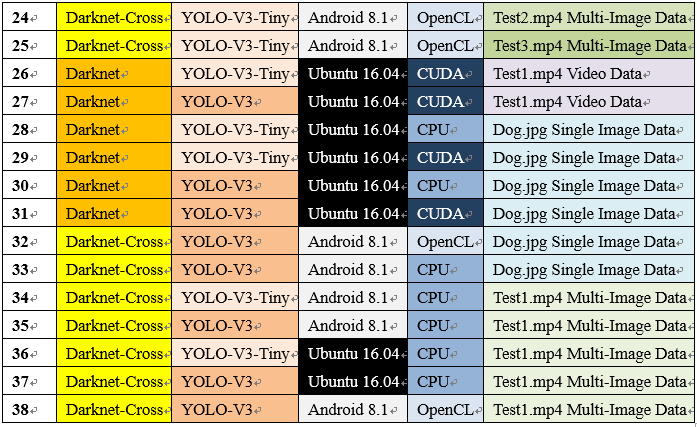 24 Darknet-Cross YOLO-V3-Tiny Android 8.1 OpenCL Test2.mp4 Multi-Image Data
25 Darknet-Cross YOLO-V3-Tiny Android 8.1 OpenCL Test3.mp4 Multi-Image Data
26 Darknet YOLO-V3-Tiny Ubuntu 16.04 CUDA Test1.mp4 Video Data
27 Darknet YOLO-V3 Ubuntu 16.04 CUDA Test1.mp4 Video Data
28 Darknet YOLO-V3-Tiny Ubuntu 16.04 CPU Dog.jpg Single Image Data
29 Darknet YOLO-V3-Tiny Ubuntu 16.04 CUDA Dog.jpg Single Image Data
30 Darknet YOLO-V3 Ubuntu 16.04 CPU Dog.jpg Single Image Data
31 Darknet YOLO-V3 Ubuntu 16.04 CUDA Dog.jpg Single Image Data
32 Darknet-Cross YOLO-V3 Android 8.1 OpenCL Dog.jpg Single Image Data
33 Darknet-Cross YOLO-V3 Android 8.1 CPU Dog.jpg Single Image Data
34 Darknet-Cross YOLO-V3-Tiny Android 8.1 CPU Test1.mp4 Multi-Image Data
35 Darknet-Cross YOLO-V3 Android 8.1 CPU Test1.mp4 Multi-Image Data
36 Darknet-Cross YOLO-V3-Tiny Ubuntu 16.04 CPU Test1.mp4 Multi-Image Data
37 Darknet-Cross YOLO-V3 Ubuntu 16.04 CPU Test1.mp4 Multi-Image Data
38 Darknet-Cross YOLO-V3 Android 8.1 OpenCL Test1.mp4 Multi-Image Data